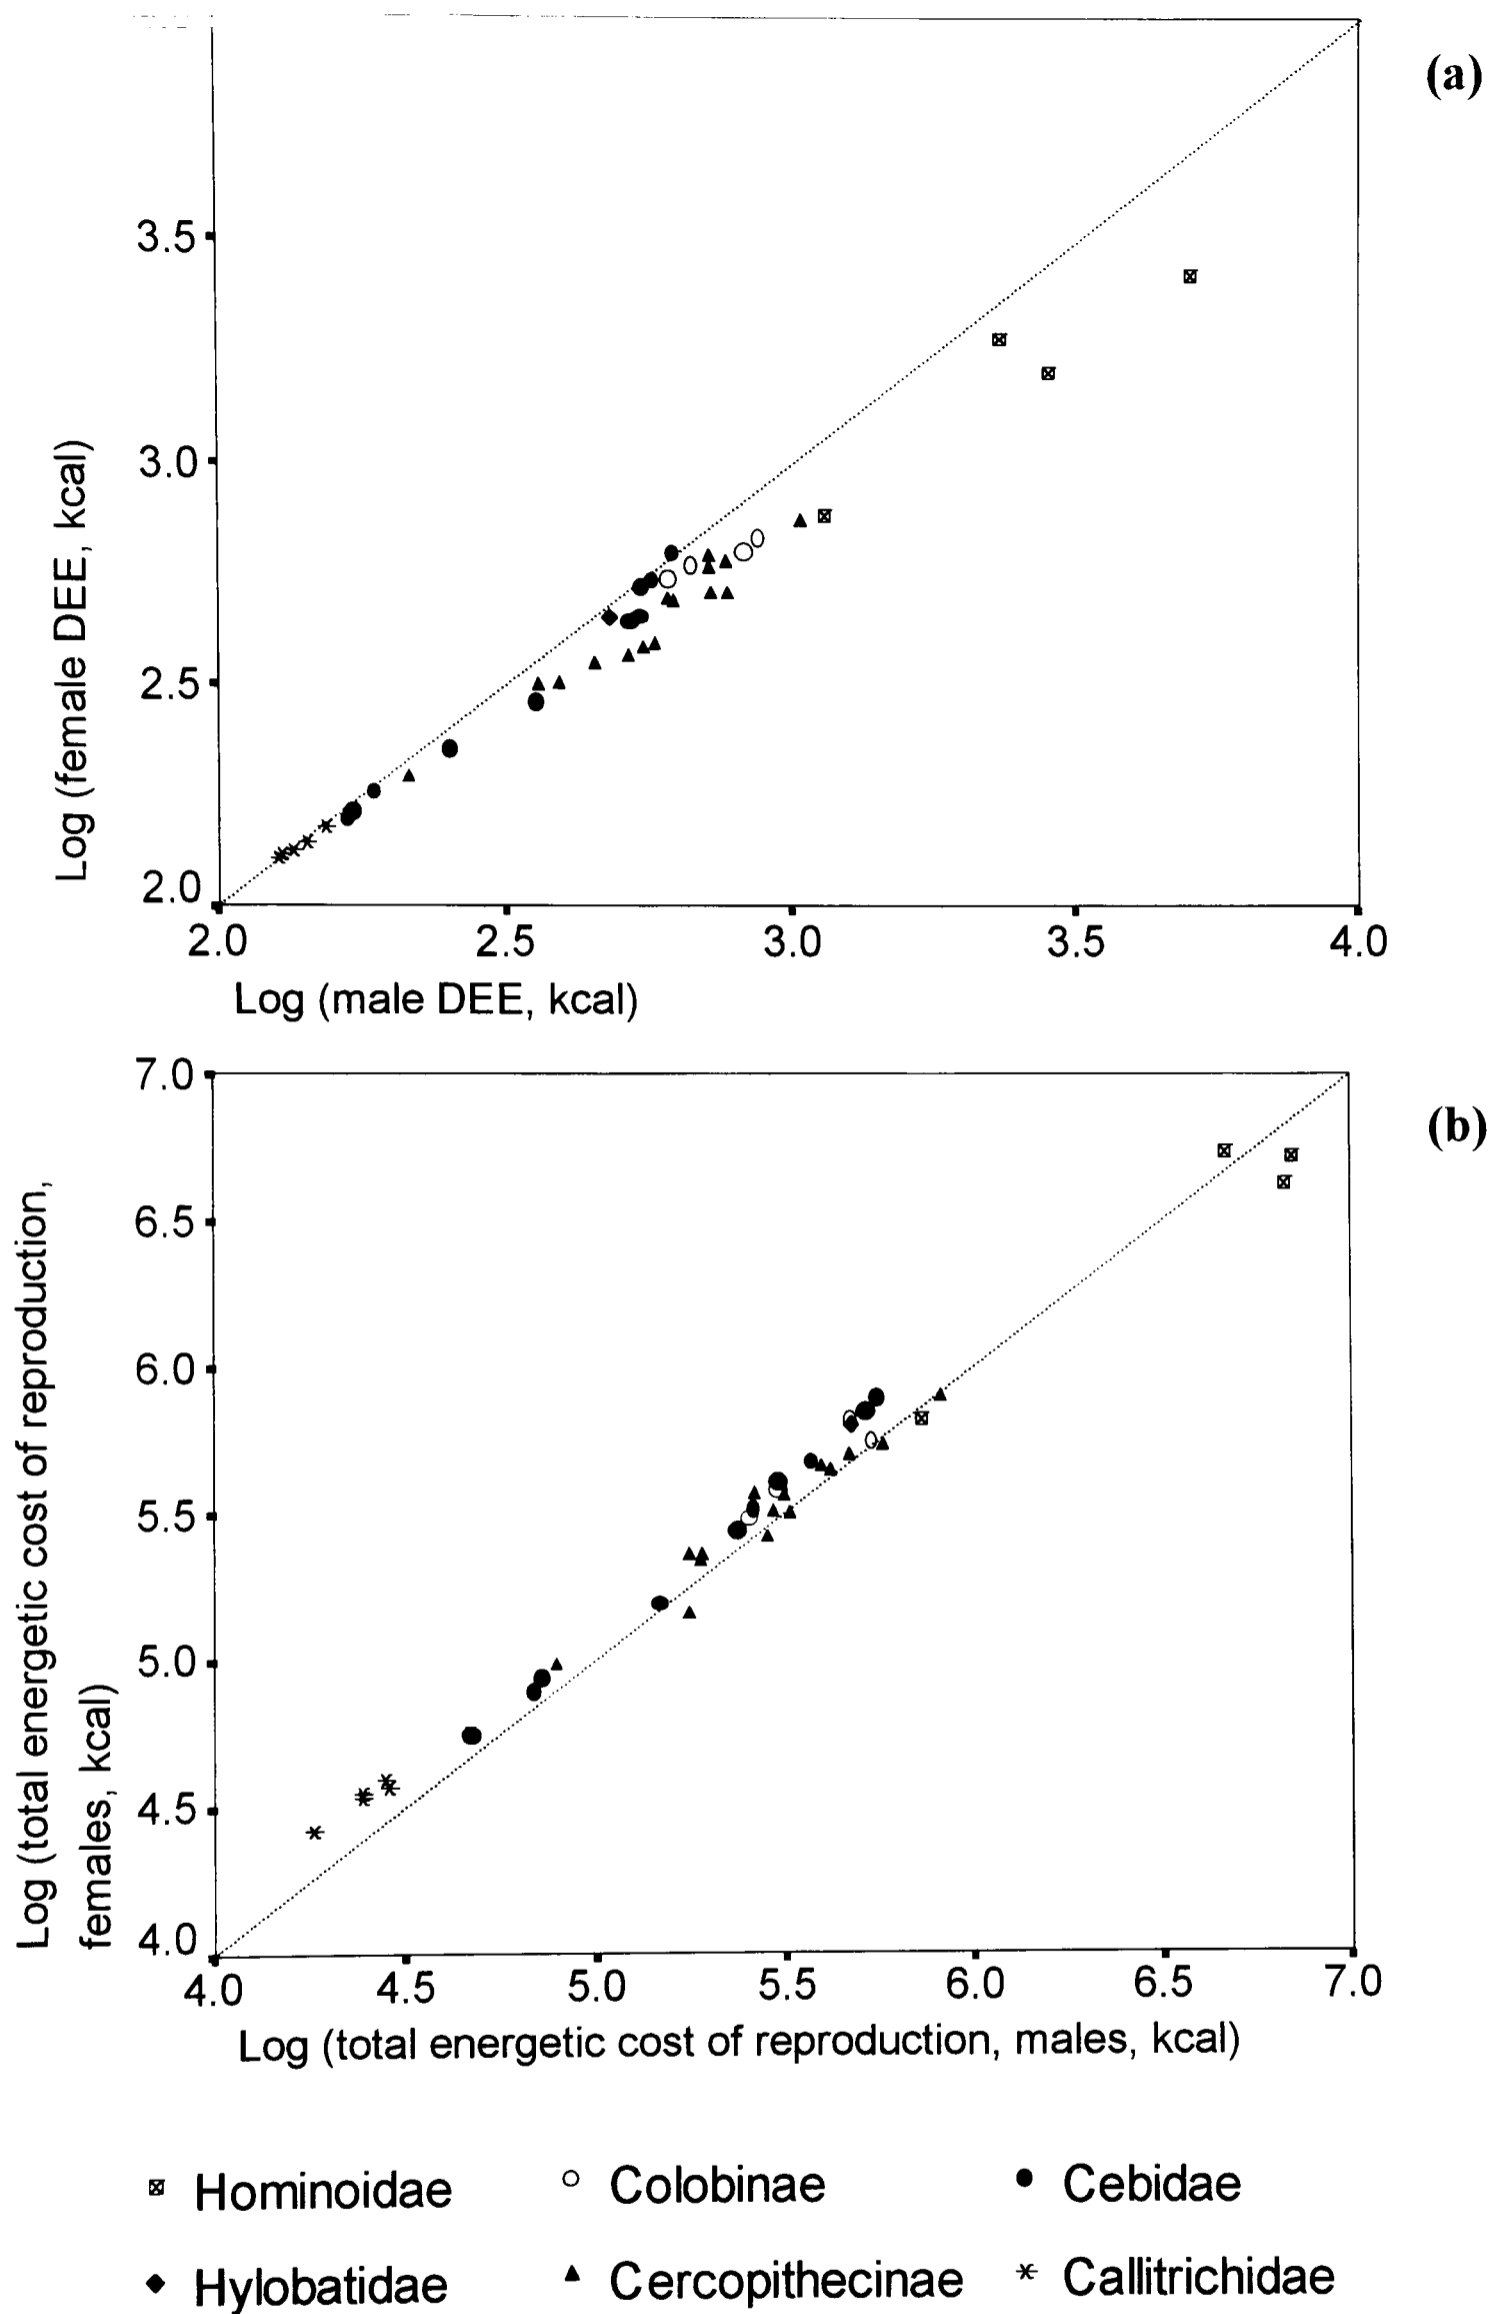 (a)
3.5
3.0
2.5
2.0
Log (female DEE, kcal)
2.0 2.5 3.0 3.5 4.0
Log (male DEE, kcal)
(b)
7.0
6.5
6.0
5.5
5.0
4.5
4.0
Log (total energetic cost of reproduction,
females, kcal)
4.0 4.5 5.0 5.5 6.0 6.5 7.0
Log (total energetic cost of reproduction, males, kcal)
Hominoidae Colobinae Cebidae
Hylobatidae Cercopithecinae Callitrichidae